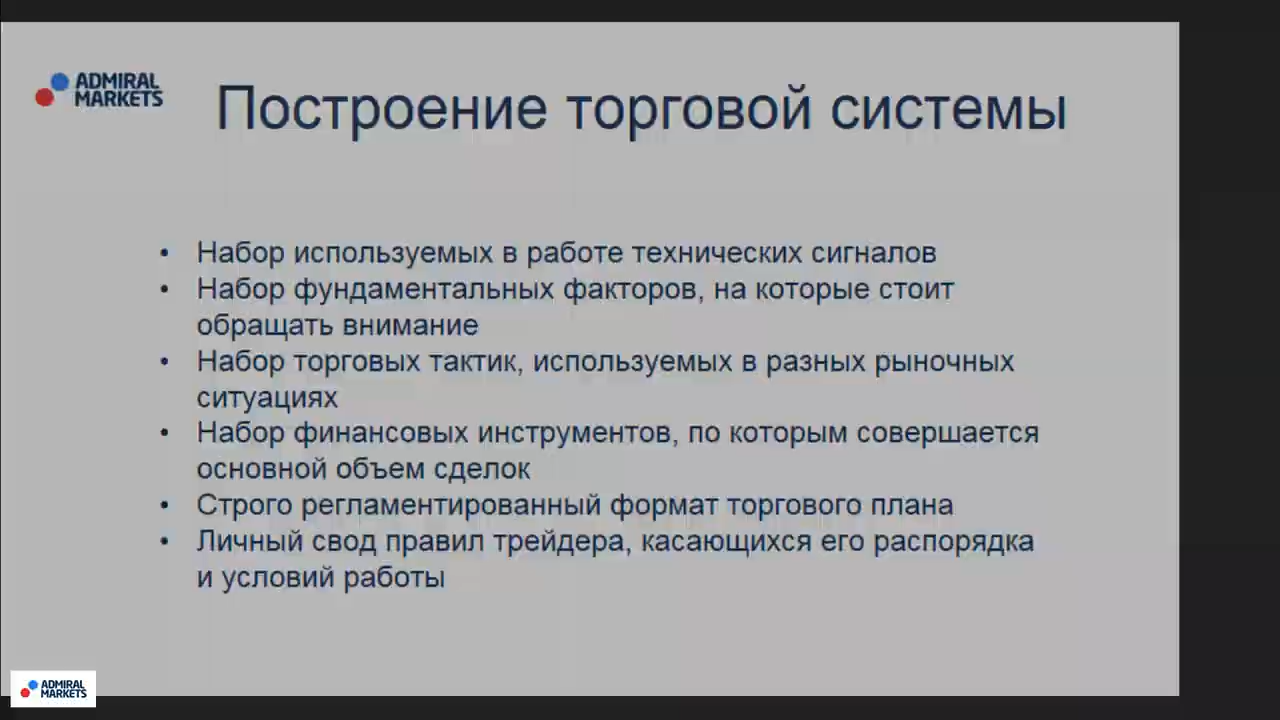 ADMIRAL
MARKETS
Построение торговой системы
• Набор используемых в работе технических сигналов
• Набор фундаментальных факторов, на которые стоит
обращать внимание
• Набор торговых тактик, используемых в разных рыночных
ситуациях
• Набор финансовых инструментов, по которым совершается
основной объем сделок
• Строго регламентированный формат торгового плана
• Личный свод правил трейдера, касающихся его распорядка
и условий работы
ADMIRAL
MARKETS